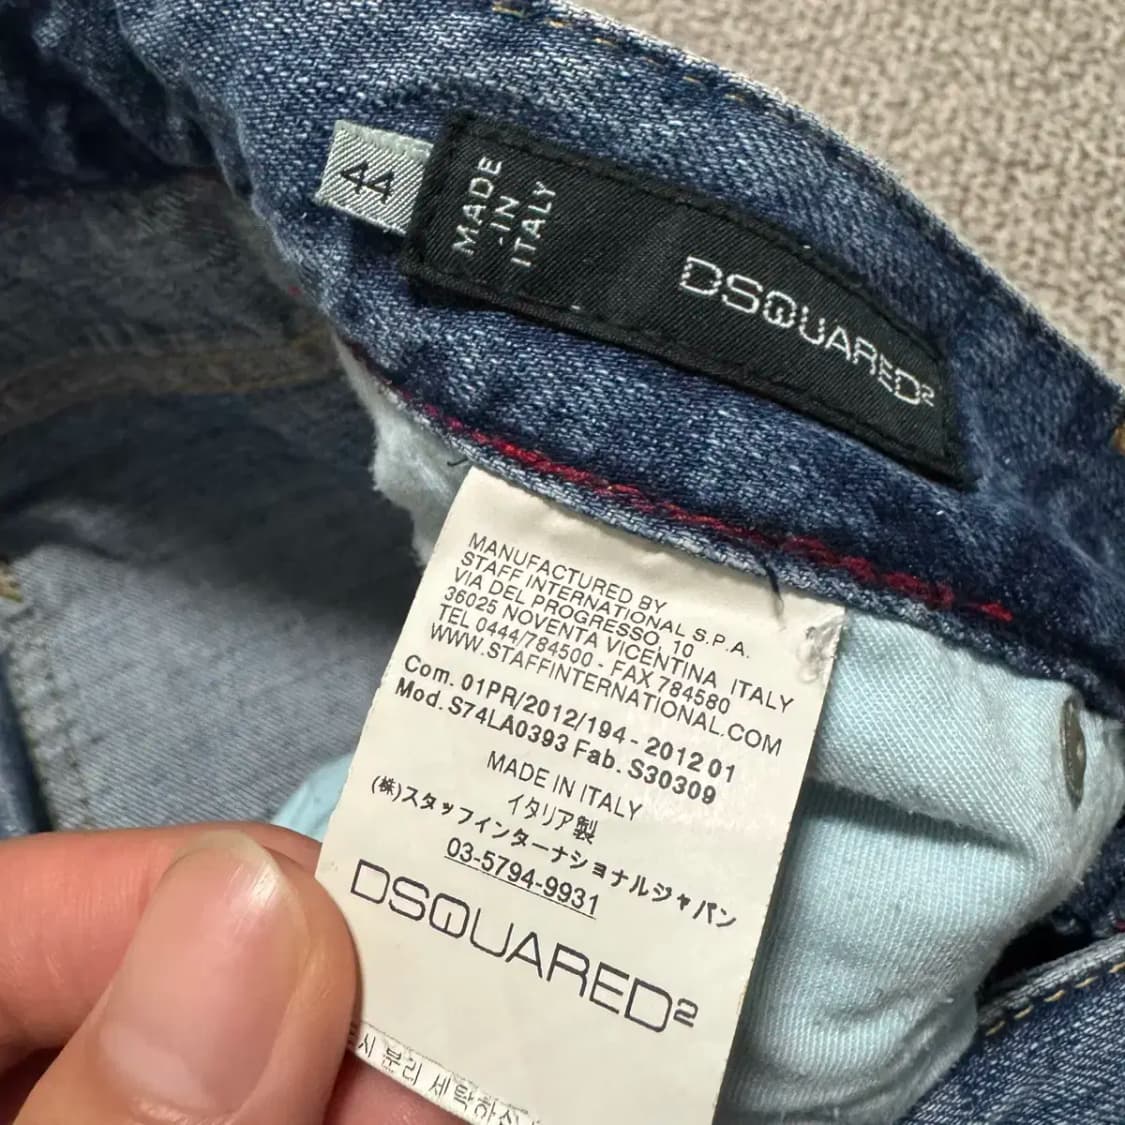 44
MADE
-IN
ITALY
DSQUARED2
MANUFACTURED BY
STAFF INTERNATIONAL S.P.A.
VIA DEL PROGRESSO, 10
36025 NOVENTA VICENTINA ITALY
TEL 0444/784500 - FAX 784580
WWW.STAFFINTERNATIONAL.COM
Com. 01PR/2012/194 - 2012 01
Mod. S74LA0393 Fab. S30309
MADE IN ITALY
イタリア製
(株)スタッフインターナショナルジャパン
03-5794-9931
DSQUARED2
분리